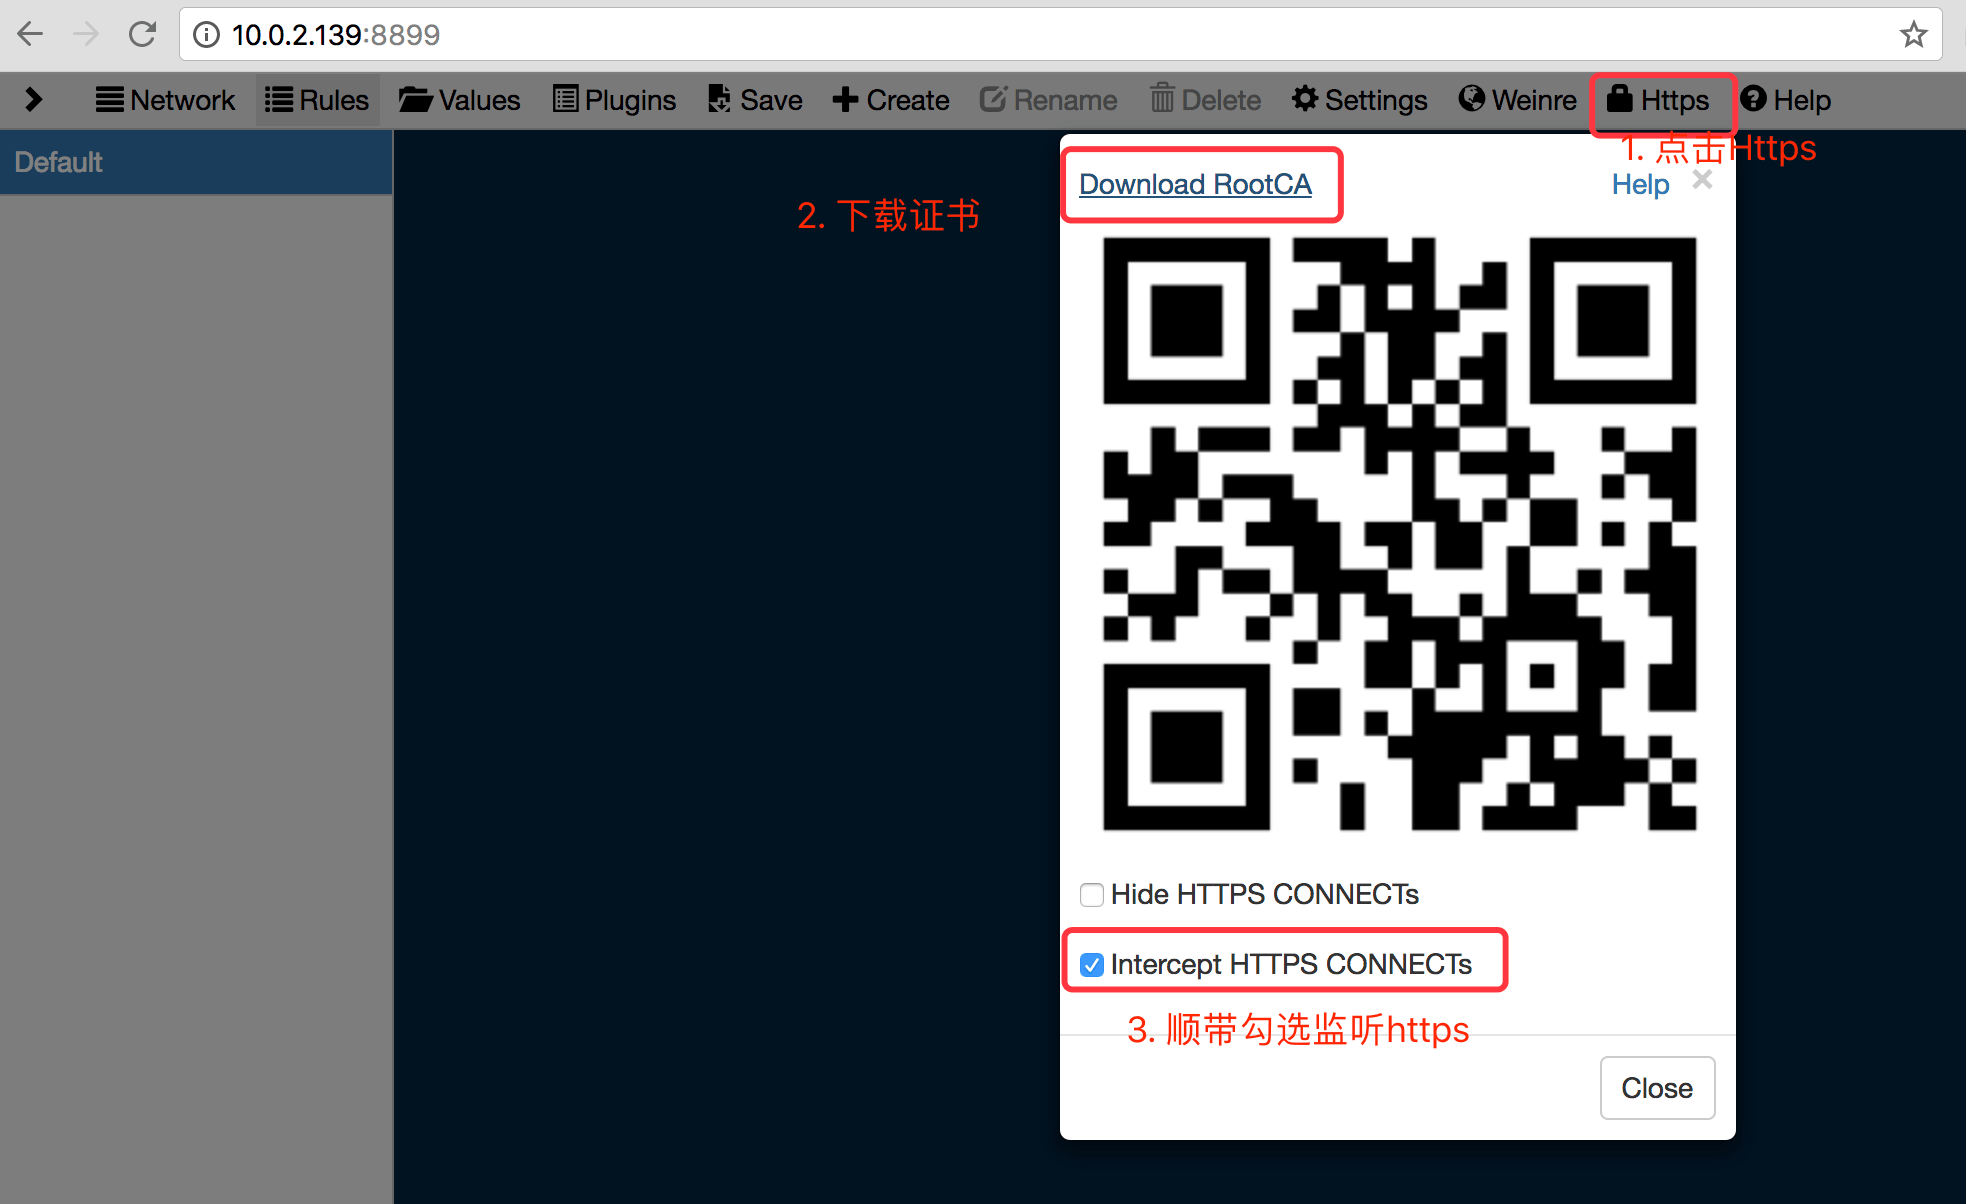 10.0.2.139:8899
Network Rules Values Plugins Save Create Rename Delete Settings Weinre Https Help
Default
1. 点击Https
Download RootCA
Help ×
2. 下载证书
Hide HTTPS CONNECTs
Intercept HTTPS CONNECTs
3. 顺带勾选监听https
Close